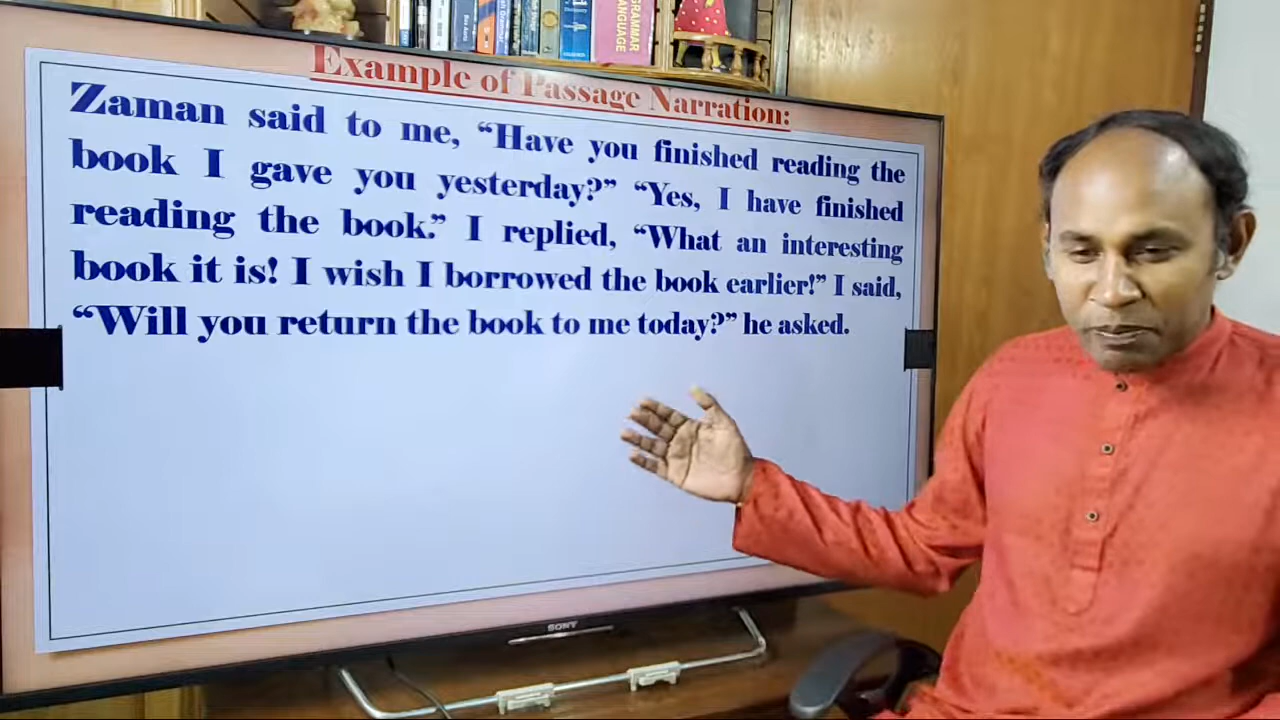 GRAMMAR
LANGUAGE
Example of Passage Narration:
Zaman said to me, “Have you finished reading the
book I gave you yesterday?” “Yes, I have finished
reading the book.” I replied, “What an interesting
book it is! I wish I borrowed the book earlier!” I said,
“Will you return the book to me today?” he asked.
SONY